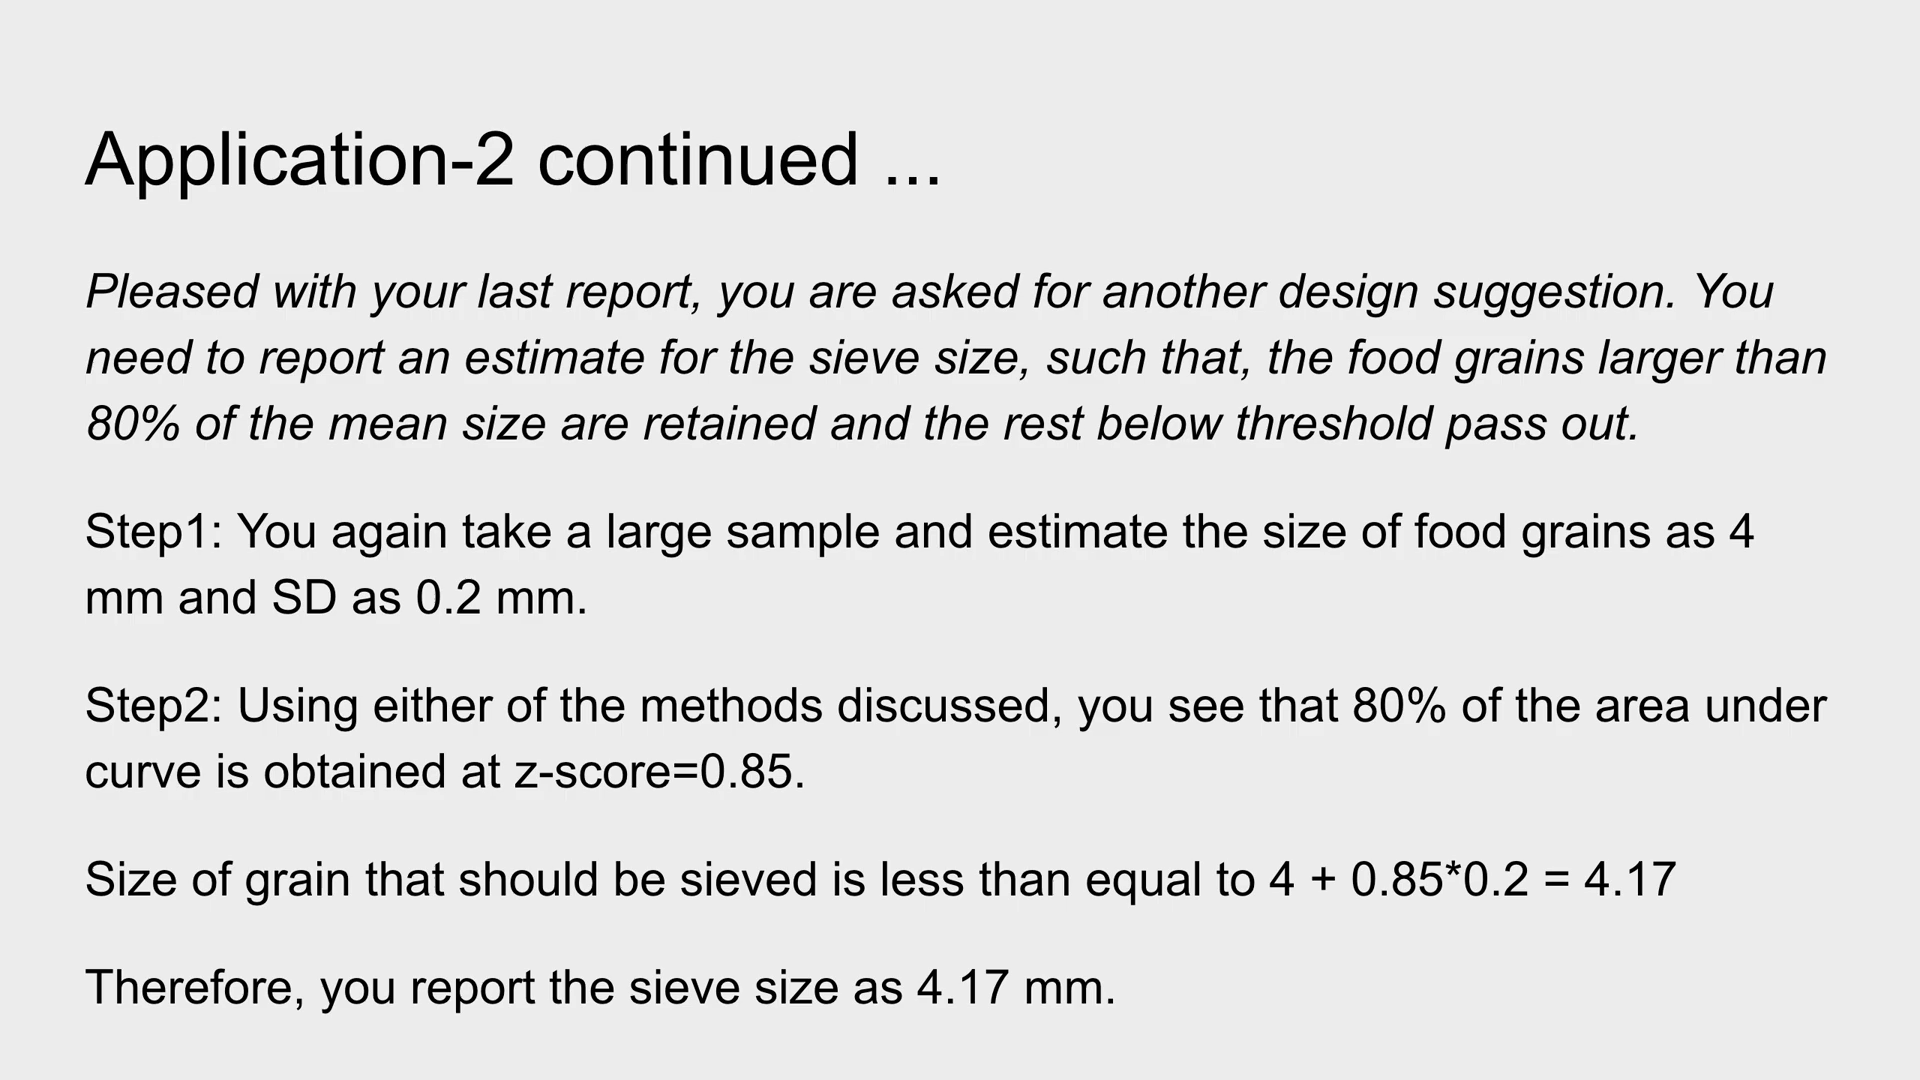 Application-2 continued ...
Pleased with your last report, you are asked for another design suggestion. You
need to report an estimate for the sieve size, such that, the food grains larger than
80% of the mean size are retained and the rest below threshold pass out.
Step1: You again take a large sample and estimate the size of food grains as 4
mm and SD as 0.2 mm.
Step2: Using either of the methods discussed, you see that 80% of the area under
curve is obtained at z-score=0.85.
Size of grain that should be sieved is less than equal to 4 + 0.85*0.2 = 4.17
Therefore, you report the sieve size as 4.17 mm.